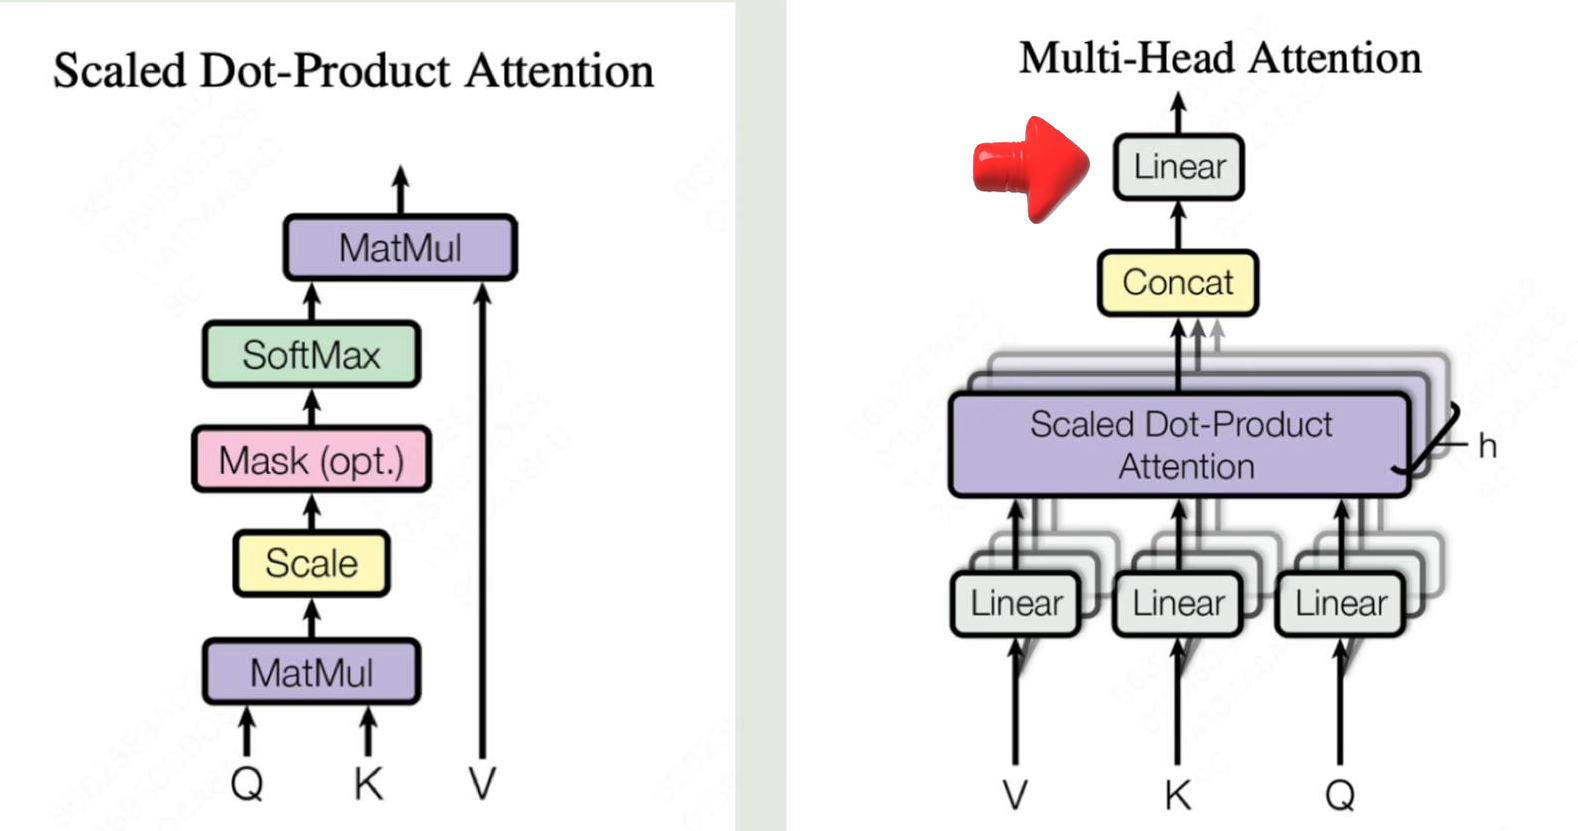 Scaled Dot-Product Attention
MatMul
SoftMax
Mask (opt.)
Scale
MatMul
Q K V
Multi-Head Attention
Linear
Concat
Scaled Dot-Product
Attention
h
Linear Linear Linear
V K Q